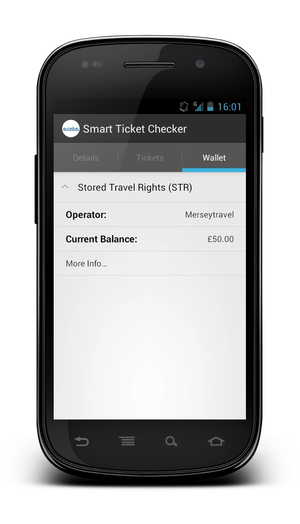 16:01
Smart Ticket Checker
Details Tickets Wallet
Stored Travel Rights (STR)
Operator: Merseytravel
Current Balance: £50.00
More Info...